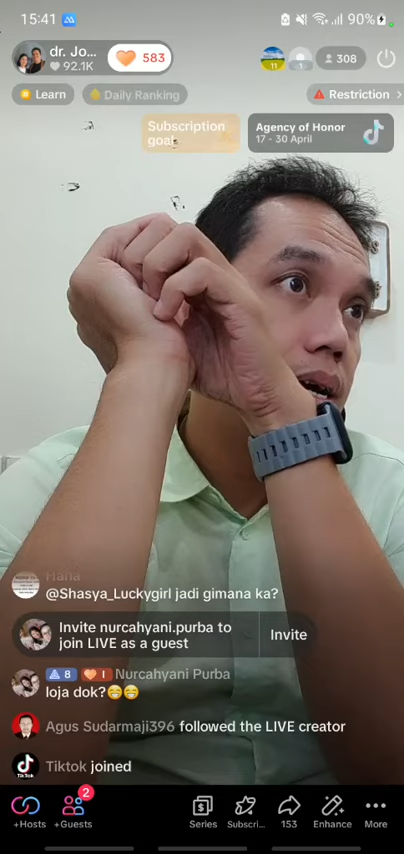 15:41
90%
dr. Jo...
92.1K
583
11
1
308
Learn
Daily Ranking
Restriction
Subscription
goal
Agency of Honor
17 - 30 April
Hana
@Shasya_Luckygirl jadi gimana ka?
Invite nurcahyani.purba to
join LIVE as a guest
Invite
8 1 Nurcahyani Purba
loja dok?😁😁
Agus Sudarmaji396 followed the LIVE creator
TikTok
Tiktok joined
2
+Hosts
+Guests
Series
Subscri...
153
Enhance
More